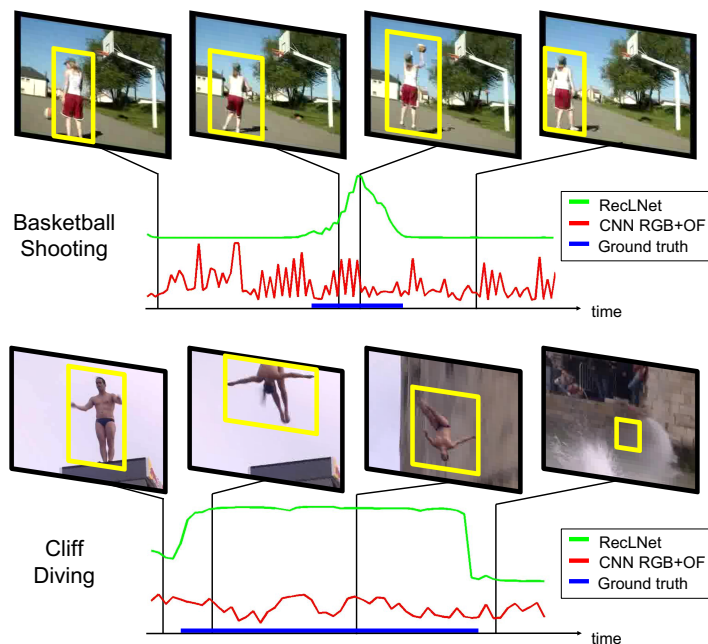 Basketball
Shooting
RecLNet
CNN RGB+OF
Ground truth
time
Cliff
Diving
RecLNet
CNN RGB+OF
Ground truth
time